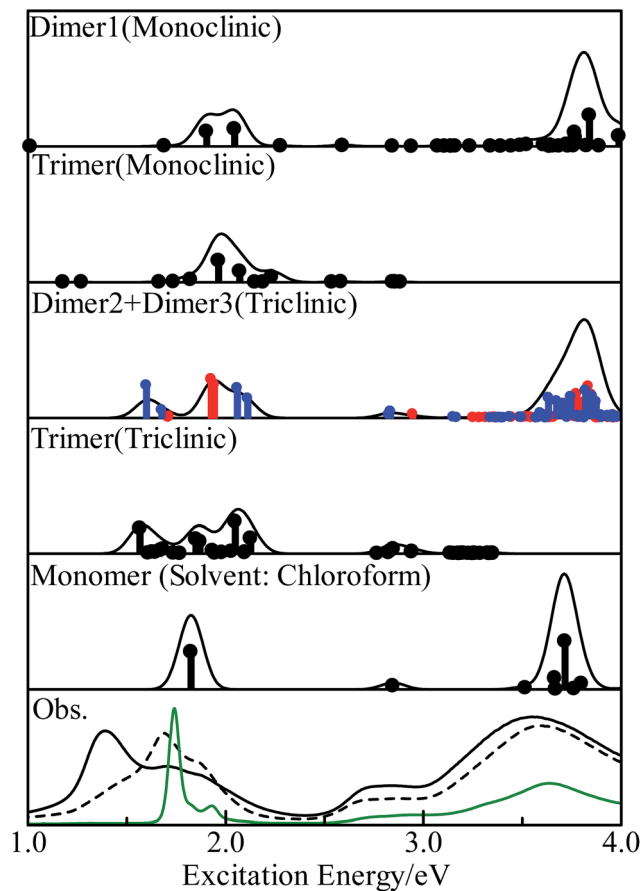 Dimer1(Monoclinic)
Trimer(Monoclinic)
Dimer2+Dimer3(Triclinic)
Trimer(Triclinic)
Monomer (Solvent: Chloroform)
Obs.
1.0 2.0 3.0 4.0
Excitation Energy/eV